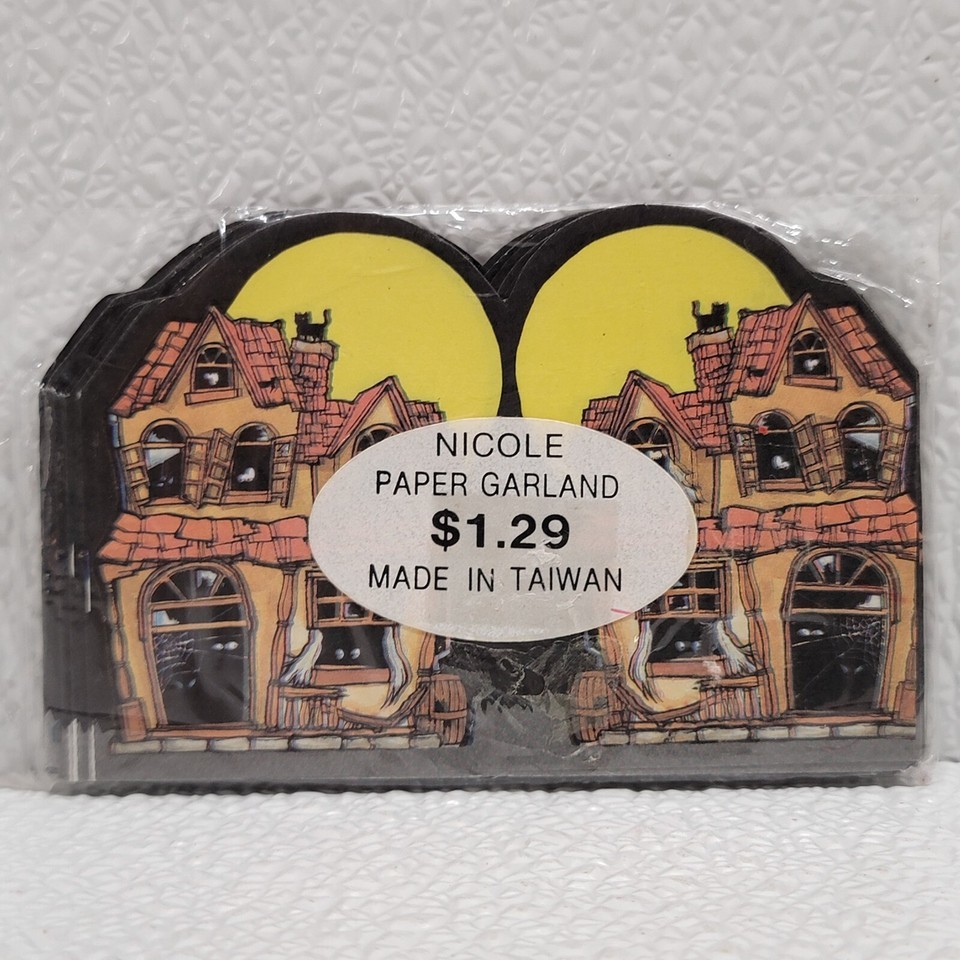 NICOLE
PAPER GARLAND
$1.29
MADE IN TAIWAN